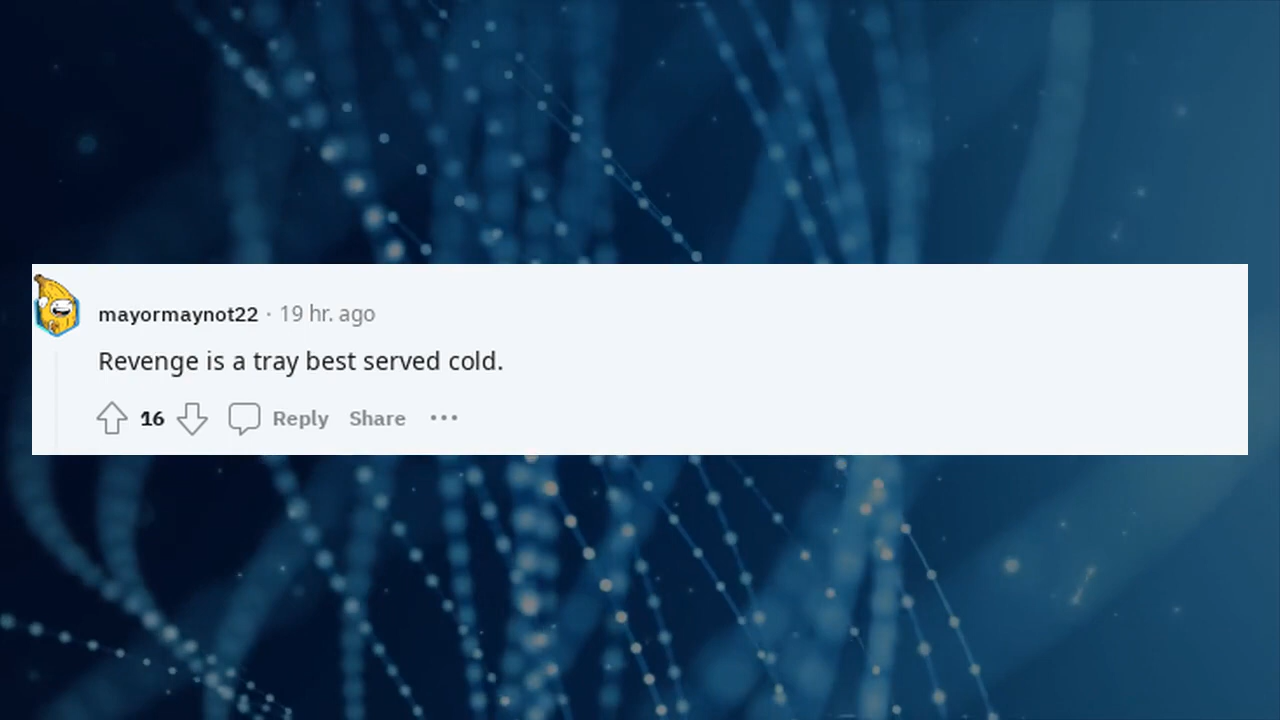 mayormaynot22 · 19 hr. ago
Revenge is a tray best served cold.
16 Reply Share ···